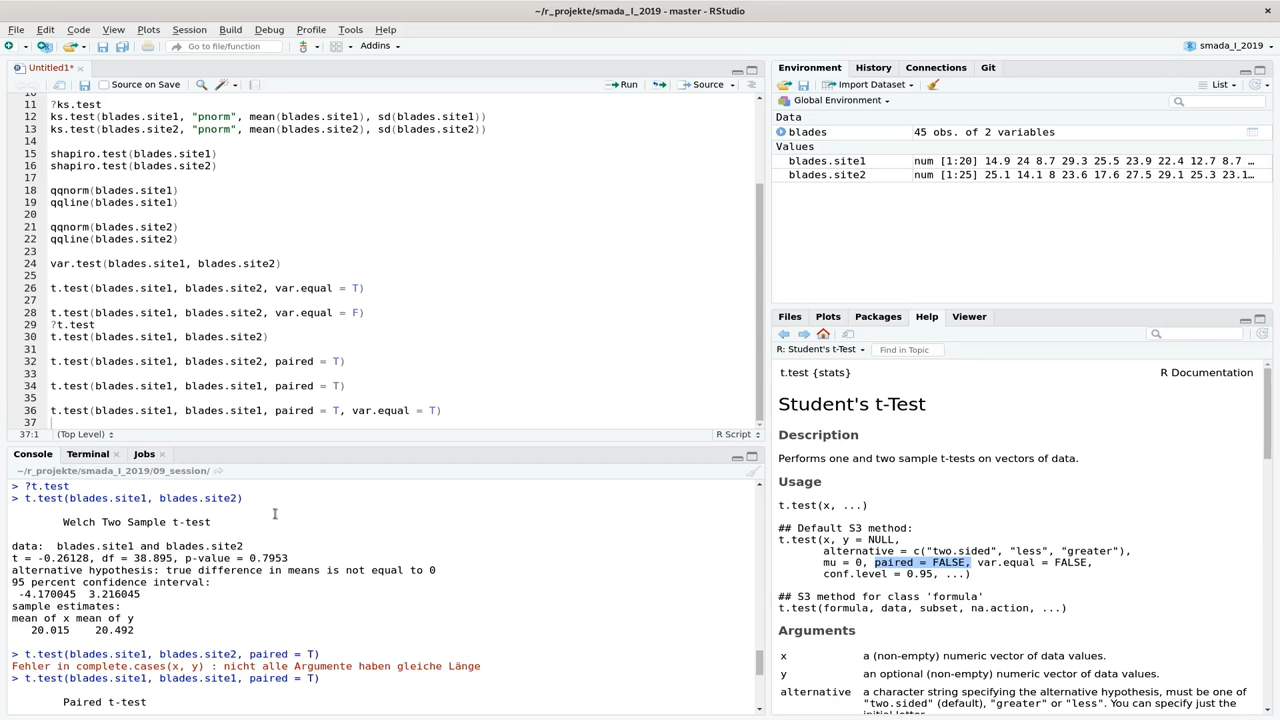 ~/r_projekte/smada_I_2019 - master - RStudio
File Edit Code View Plots Session Build Debug Profile Tools Help
Go to file/function Addins smada_I_2019
Untitled1*
Source on Save Run Source
11 ?ks.test
12 ks.test(blades.site1, "pnorm", mean(blades.site1), sd(blades.site1))
13 ks.test(blades.site2, "pnorm", mean(blades.site2), sd(blades.site2))
14
15 shapiro.test(blades.site1)
16 shapiro.test(blades.site2)
17
18 qqnorm(blades.site1)
19 qqline(blades.site1)
20
21 qqnorm(blades.site2)
22 qqline(blades.site2)
23
24 var.test(blades.site1, blades.site2)
25
26 t.test(blades.site1, blades.site2, var.equal = T)
27
28 t.test(blades.site1, blades.site2, var.equal = F)
29 ?t.test
30 t.test(blades.site1, blades.site2)
31
32 t.test(blades.site1, blades.site2, paired = T)
33
34 t.test(blades.site1, blades.site1, paired = T)
35
36 t.test(blades.site1, blades.site1, paired = T, var.equal = T)
37
37:1 (Top Level) R Script
Console Terminal Jobs
~/r_projekte/smada_I_2019/09_session/
> ?t.test
> t.test(blades.site1, blades.site2)
Welch Two Sample t-test
data: blades.site1 and blades.site2
t = -0.26128, df = 38.895, p-value = 0.7953
alternative hypothesis: true difference in means is not equal to 0
95 percent confidence interval:
-4.170045 3.216045
sample estimates:
mean of x mean of y
20.015 20.492
> t.test(blades.site1, blades.site2, paired = T)
Fehler in complete.cases(x, y) : nicht alle Argumente haben gleiche Länge
> t.test(blades.site1, blades.site1, paired = T)
Paired t-test
Environment History Connections Git
Import Dataset List
Global Environment
Data
blades 45 obs. of 2 variables
Values
blades.site1 num [1:20] 14.9 24 8.7 29.3 25.5 23.9 22.4 12.7 8.7 …
blades.site2 num [1:25] 25.1 14.1 8 23.6 17.6 27.5 29.1 25.3 23.1…
Files Plots Packages Help Viewer
R: Student's t-Test Find in Topic
t.test {stats} R Documentation
Student's t-Test
Description
Performs one and two sample t-tests on vectors of data.
Usage
t.test(x, ...)
## Default S3 method:
t.test(x, y = NULL,
alternative = c("two.sided", "less", "greater"),
mu = 0, paired = FALSE, var.equal = FALSE,
conf.level = 0.95, ...)
## S3 method for class 'formula'
t.test(formula, data, subset, na.action, ...)
Arguments
x a (non-empty) numeric vector of data values.
y an optional (non-empty) numeric vector of data values.
alternative a character string specifying the alternative hypothesis, must be one of
"two.sided" (default), "greater" or "less". You can specify just the